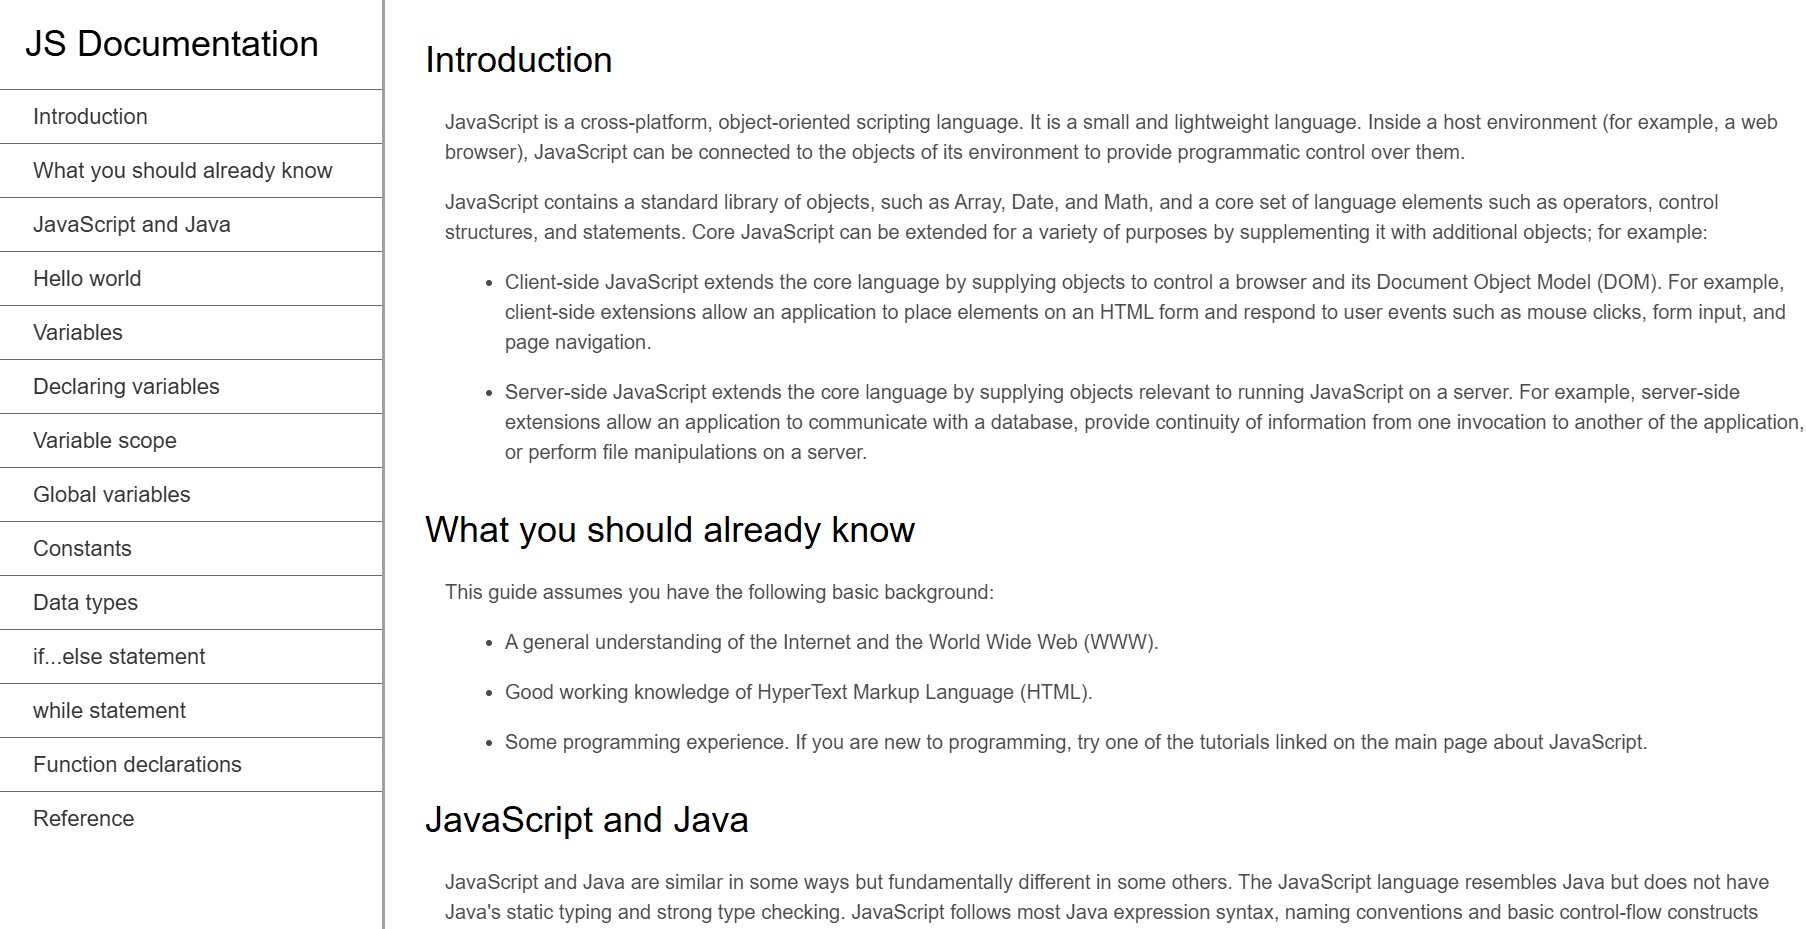 JS Documentation
Introduction
What you should already know
JavaScript and Java
Hello world
Variables
Declaring variables
Variable scope
Global variables
Constants
Data types
if...else statement
while statement
Function declarations
Reference
Introduction
JavaScript is a cross-platform, object-oriented scripting language. It is a small and lightweight language. Inside a host environment (for example, a web
browser), JavaScript can be connected to the objects of its environment to provide programmatic control over them.
JavaScript contains a standard library of objects, such as Array, Date, and Math, and a core set of language elements such as operators, control
structures, and statements. Core JavaScript can be extended for a variety of purposes by supplementing it with additional objects; for example:
• Client-side JavaScript extends the core language by supplying objects to control a browser and its Document Object Model (DOM). For example,
client-side extensions allow an application to place elements on an HTML form and respond to user events such as mouse clicks, form input, and
page navigation.
• Server-side JavaScript extends the core language by supplying objects relevant to running JavaScript on a server. For example, server-side
extensions allow an application to communicate with a database, provide continuity of information from one invocation to another of the application,
or perform file manipulations on a server.
What you should already know
This guide assumes you have the following basic background:
• A general understanding of the Internet and the World Wide Web (WWW).
• Good working knowledge of HyperText Markup Language (HTML).
• Some programming experience. If you are new to programming, try one of the tutorials linked on the main page about JavaScript.
JavaScript and Java
JavaScript and Java are similar in some ways but fundamentally different in some others. The JavaScript language resembles Java but does not have
Java's static typing and strong type checking. JavaScript follows most Java expression syntax, naming conventions and basic control-flow constructs